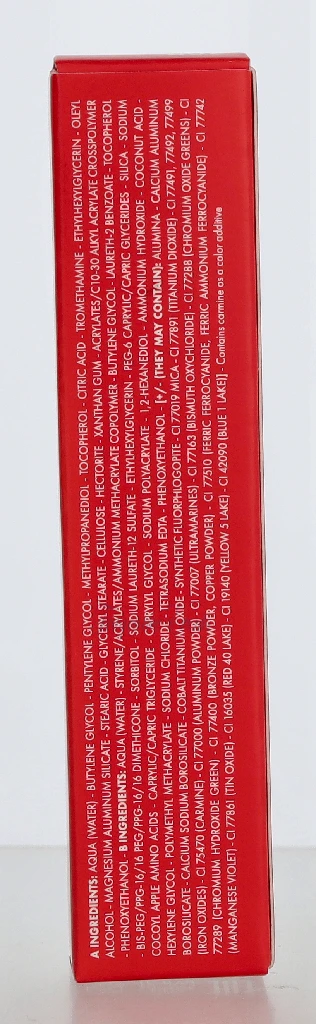 A INGREDIENTS: AQUA (WATER) · BUTYLENE GLYCOL · PENTYLENE GLYCOL · METHYLPROPANEDIOL · TOCOPHEROL · CITRIC ACID · TROMETHAMINE · ETHYLHEXYLGLYCERIN · OLEYL
ALCOHOL · MAGNESIUM ALUMINUM SILICATE · STEARIC ACID · GLYCERYL STEARATE · CELLULOSE · HECTORITE · XANTHAN GUM · ACRYLATES/C10-30 ALKYL ACRYLATE CROSSPOLYMER
· PHENOXYETHANOL · B INGREDIENTS: AQUA (WATER) · STYRENE/ACRYLATES/AMMONIUM METHACRYLATE COPOLYMER · BUTYLENE GLYCOL · LAURETH-2 BENZOATE · TOCOPHEROL
· BIS-PEG/PPG-16/16 PEG/PPG-16/16 DIMETHICONE · SORBITOL · SODIUM LAURETH-12 SULFATE · ETHYLHEXYLGLYCERIN · PEG-6 CAPRYLIC/CAPRIC GLYCERIDES · SILICA · SODIUM
COCOYL APPLE AMINO ACIDS · CAPRYLIC/CAPRIC TRIGLYCERIDE · CAPRYLYL GLYCOL · SODIUM POLYACRYLATE · 1,2-HEXANEDIOL · AMMONIUM HYDROXIDE · COCONUT ACID ·
HEXYLENE GLYCOL · POLYMETHYL METHACRYLATE · SODIUM CHLORIDE · TETRASODIUM EDTA · PHENOXYETHANOL · [+/- (THEY MAY CONTAIN): ALUMINA · CALCIUM ALUMINUM
BOROSILICATE · CALCIUM SODIUM BOROSILICATE · COBALT TITANIUM OXIDE · SYNTHETIC FLUORPHLOGOPITE · CI 77019 MICA · CI 77891 (TITANIUM DIOXIDE) · CI 77491, 77492, 77499
(IRON OXIDES) · CI 75470 (CARMINE) · CI 77000 (ALUMINUM POWDER) · CI 77007 (ULTRAMARINES) · CI 77163 (BISMUTH OXYCHLORIDE) · CI 77288 (CHROMIUM OXIDE GREENS) · CI
77289 (CHROMIUM HYDROXIDE GREEN) · CI 77400 (BRONZE POWDER, COPPER POWDER) · CI 77510 (FERRIC FERROCYANIDE, FERRIC AMMONIUM FERROCYANIDE) · CI 77742
(MANGANESE VIOLET) · CI 77861 (TIN OXIDE) · CI 16035 (RED 40 LAKE) · CI 19140 (YELLOW 5 LAKE) · CI 42090 (BLUE 1 LAKE)] · Contains carmine as a color additive